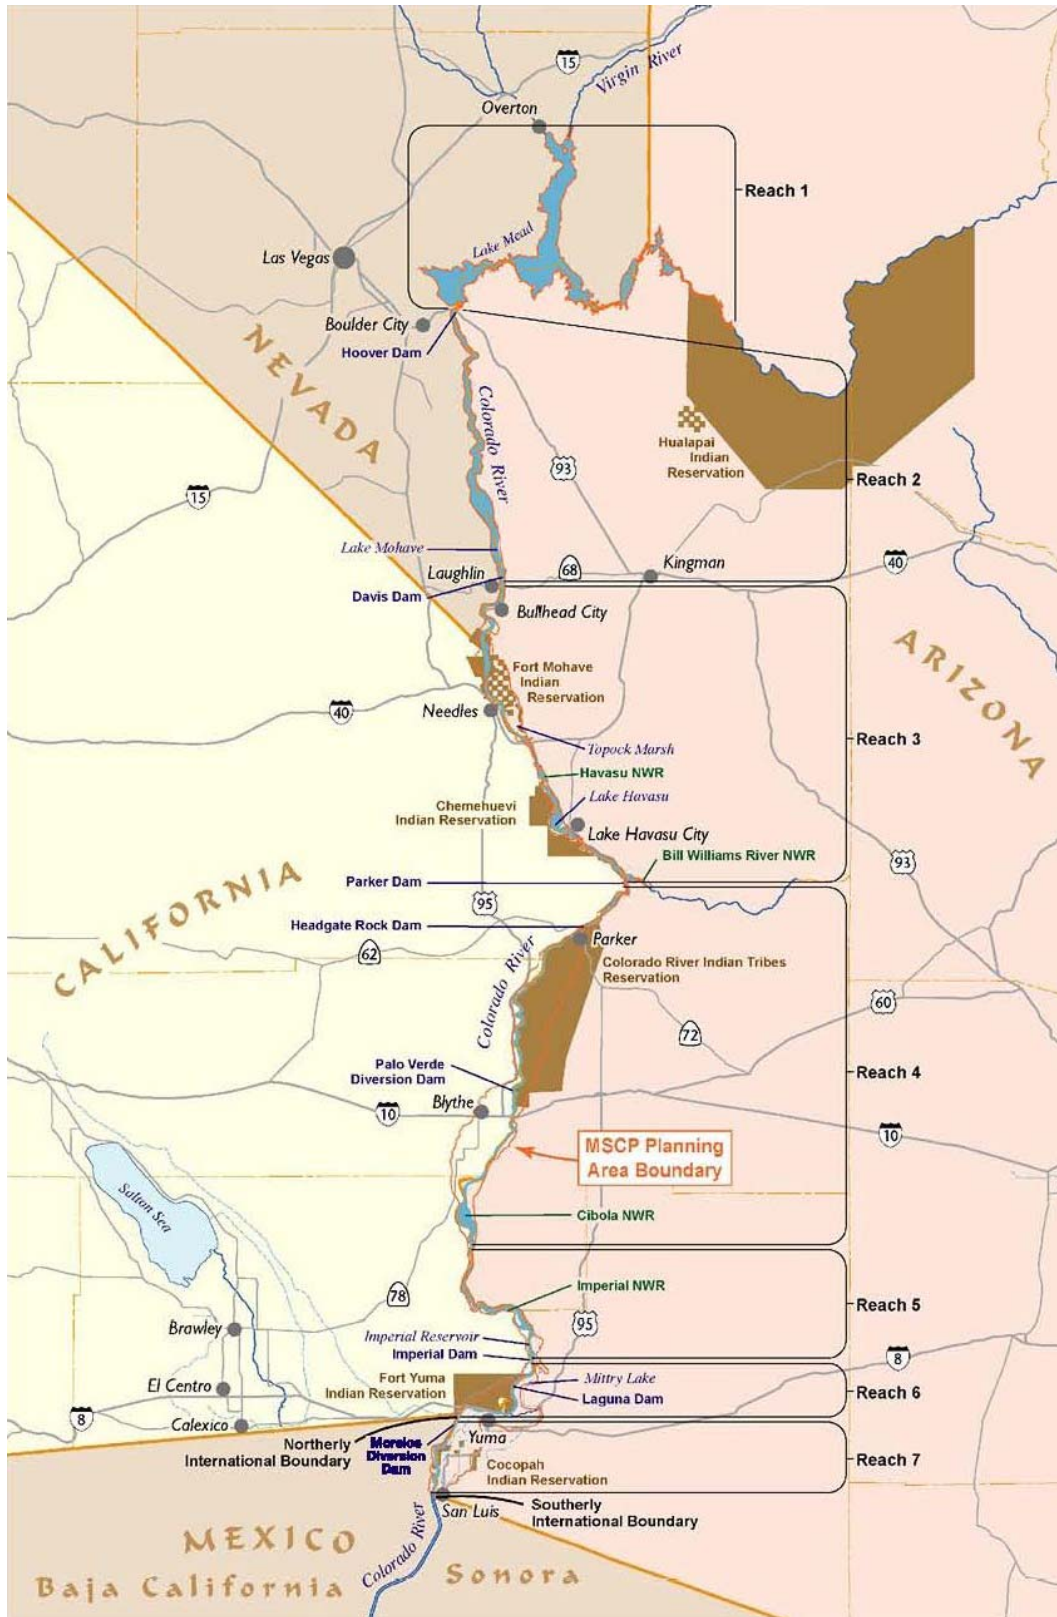 15
Virgin River
Overton
Reach 1
Lake Mead
Las Vegas
Boulder City
Hoover Dam
NEVADA
Colorado River
93
Hualapai
Indian
Reservation
Reach 2
15
Lake Mohave
Laughlin
68
Kingman
40
Davis Dam
Bullhead City
ARIZONA
Fort Mohave
Indian
Reservation
Needles
40
Topock Marsh
Reach 3
Havasu NWR
Lake Havasu
Chemehuevi
Indian Reservation
Lake Havasu City
Bill Williams River NWR
93
CALIFORNIA
Parker Dam
95
Headgate Rock Dam
Parker
62
Colorado River Indian Tribes
Reservation
Colorado River
60
72
Palo Verde
Diversion Dam
Reach 4
Blythe
10
10
MSCP Planning
Area Boundary
Salton Sea
Cibola NWR
Imperial NWR
78
Reach 5
95
Brawley
Imperial Reservoir
Imperial Dam
8
Fort Yuma
Indian Reservation
Mittry Lake
Laguna Dam
Reach 6
El Centro
8
Calexico
Yuma
Northerly
International Boundary
Morelos
Diversion
Dam
Reach 7
Cocopah
Indian Reservation
San Luis
Southerly
International Boundary
MEXICO
Colorado River
Baja California
Sonora